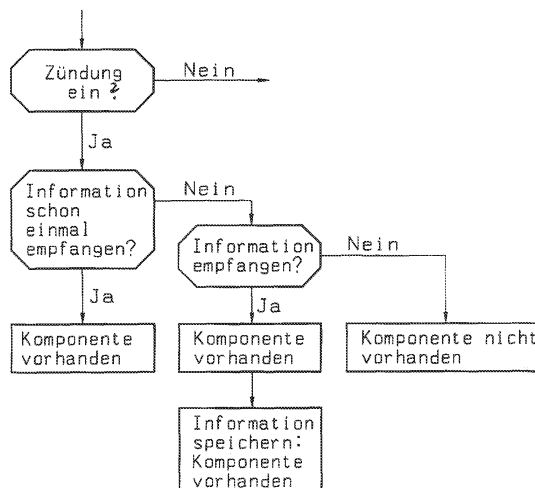 Zündung
ein?
Nein
Ja
Information
schon
einmal
empfangen?
Nein
Information
empfangen?
Nein
Ja
Ja
Komponente
vorhanden
Komponente
vorhanden
Komponente nicht
vorhanden
Information
speichern:
Komponente
vorhanden